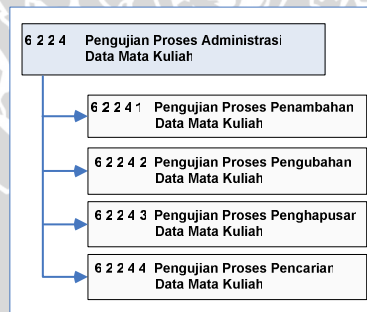 6 2 2 4 Pengujian Proses Administrasi
Data Mata Kuliah
6 2 2 4 1 Pengujian Proses Penambahan
Data Mata Kuliah
6 2 2 4 2 Pengujian Proses Pengubahan
Data Mata Kuliah
6 2 2 4 3 Pengujian Proses Penghapusar
Data Mata Kuliah
6 2 2 4 4 Pengujian Proses Pencarian
Data Mata Kuliah